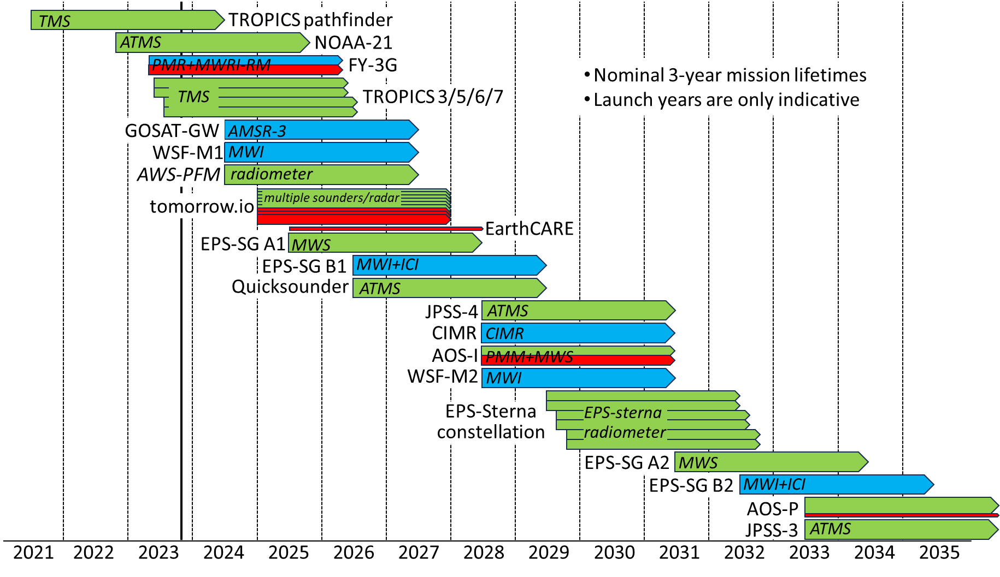 TMS TROPICS pathfinder
ATMS NOAA-21
PMR+MWRI-RM FY-3G
• Nominal 3-year mission lifetimes
• Launch years are only indicative
TMS TROPICS 3/5/6/7
GOSAT-GW AMSR-3
WSF-M1 MWI
AWS-PFM radiometer
tomorrow.io multiple sounders/radar
EarthCARE
EPS-SG A1 MWS
EPS-SG B1 MWI+ICI
Quicksounder ATMS
JPSS-4 ATMS
CIMR CIMR
AOS-I PMM+MWS
WSF-M2 MWI
EPS-Sterna EPS-sterna
constellation radiometer
EPS-SG A2 MWS
EPS-SG B2 MWI+ICI
AOS-P
JPSS-3 ATMS
2021 2022 2023 2024 2025 2026 2027 2028 2029 2030 2031 2032 2033 2034 2035